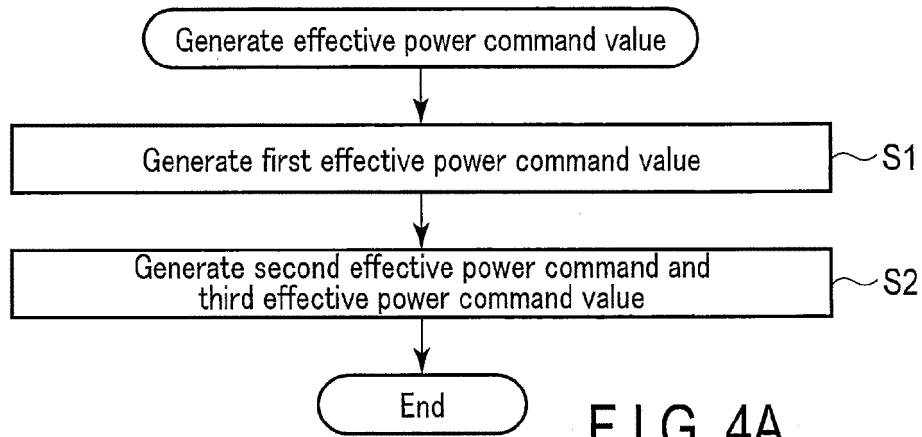 Generate effective power command value
Generate first effective power command value
S1
Generate second effective power command and
third effective power command value
S2
End
FIG. 4A